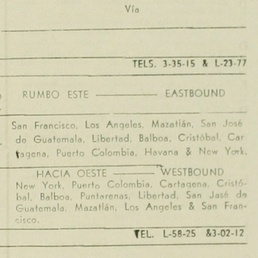 Vía
TELS. 3-35-15 & L-23-77
RUMBO ESTE —— EASTBOUND
San Francisco, Los Angeles, Mazatlán, San José
de Guatemala, Libertad, Balboa, Cristóbal, Car
tagena, Puerto Colombia, Havana & New York.
HACIA OESTE —— WESTBOUND
New York, Puerto Colombia, Cartagena, Cristó-
bal, Balboa, Puntarenas, Libertad, San José de
Guatemala, Mazatlán, Los Angeles & San Fran-
cisco.
TEL. L-58-25 &3-02-12